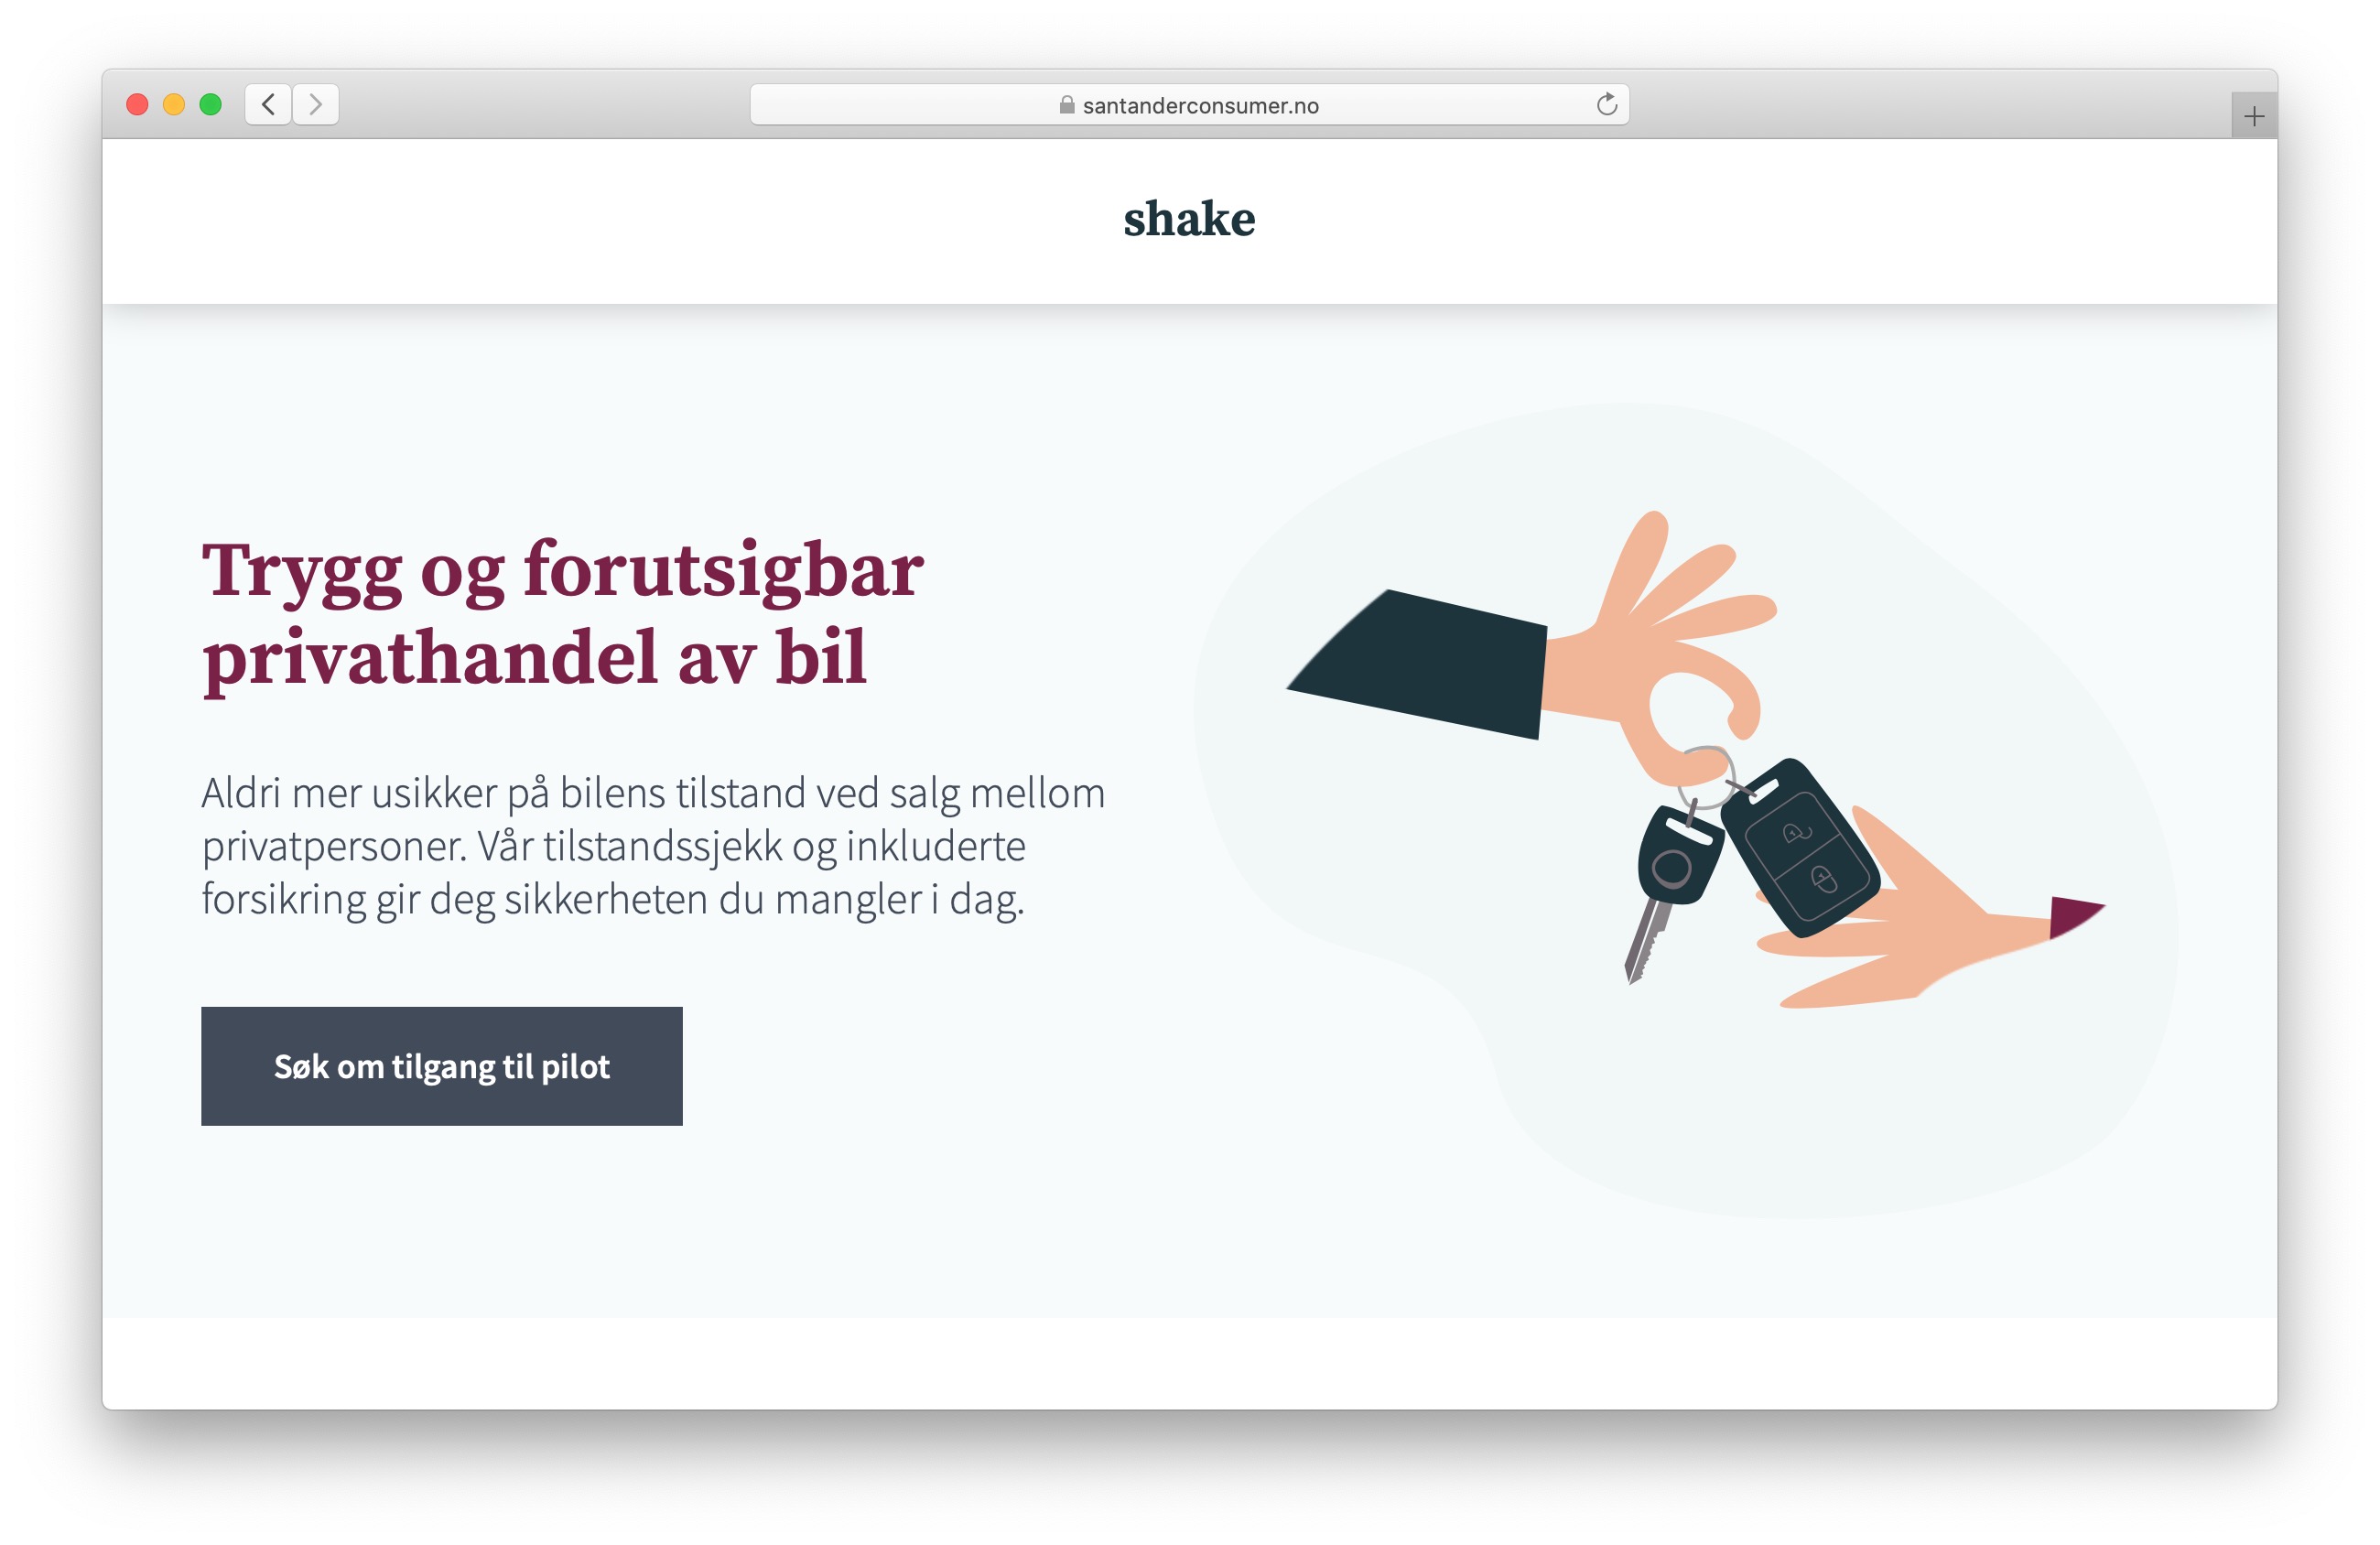 santanderconsumer.no
shake
Trygg og forutsigbar
privathandel av bil
Aldri mer usikker på bilens tilstand ved salg mellom
privatpersoner. Vår tilstandssjekk og inkluderte
forsikring gir deg sikkerheten du mangler i dag.
Søk om tilgang til pilot